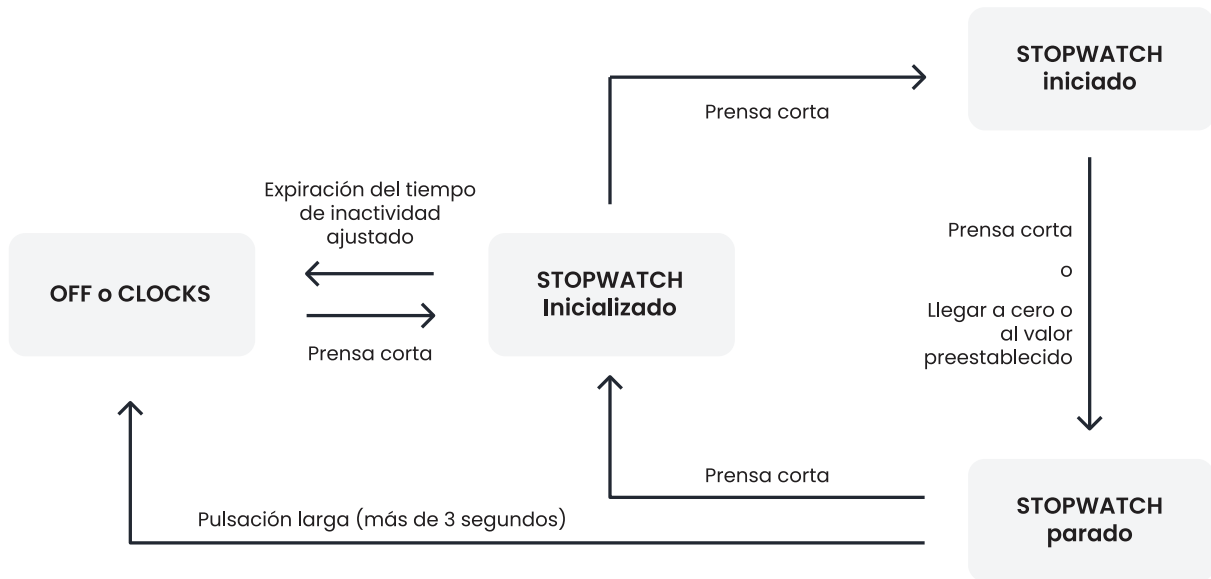 STOPWATCH
iniciado
Prensa corta
Expiración del tiempo
de inactividad
ajustado
OFF o CLOCKS
STOPWATCH
Inicializado
Prensa corta
Prensa corta
o
Llegar a cero o
al valor
preestablecido
Prensa corta
Pulsación larga (más de 3 segundos)
STOPWATCH
parado